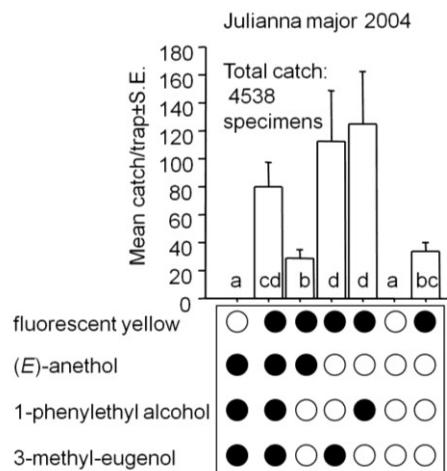 Julianna major 2004
Total catch:
4538
specimens
Mean catch/trap±S.E.
180
160
140
120
100
80
60
40
20
0
a cd b d d a bc
fluorescent yellow
(E)-anethol
1-phenylethyl alcohol
3-methyl-eugenol